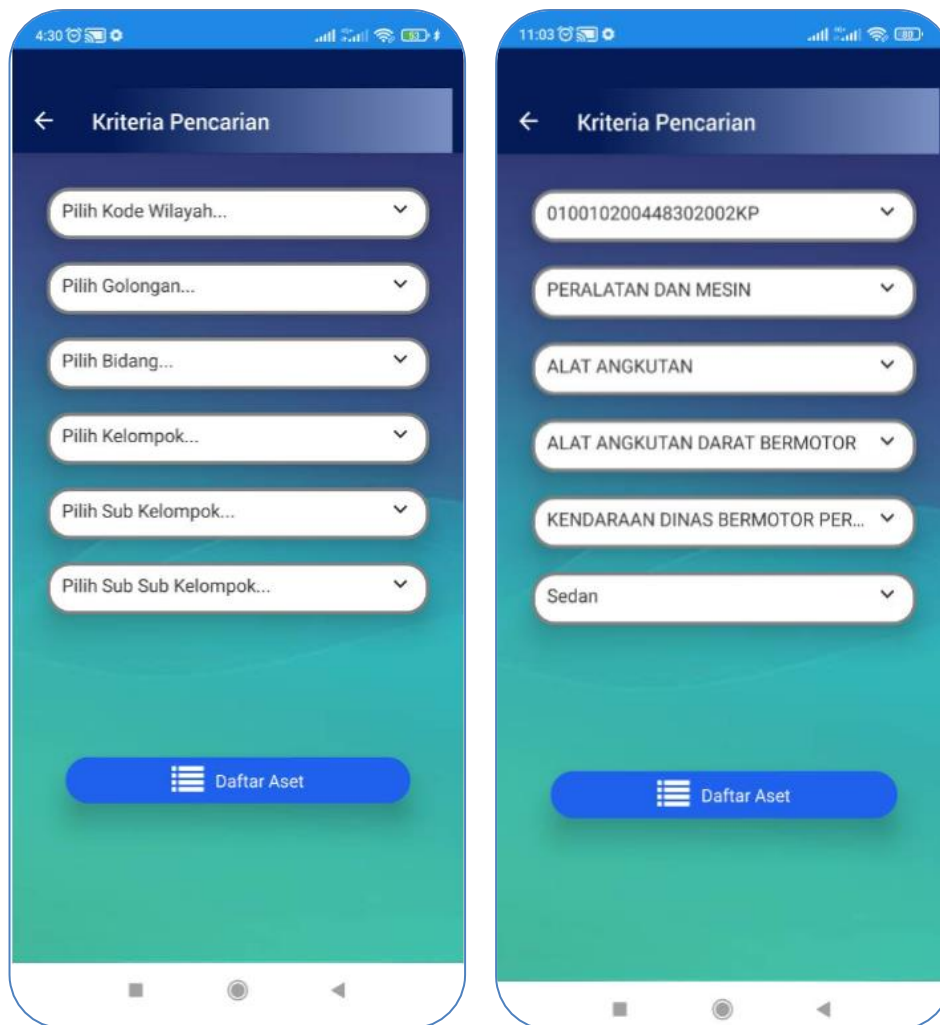 4:30
53
Kriteria Pencarian
Pilih Kode Wilayah...
Pilih Golongan...
Pilih Bidang...
Pilih Kelompok...
Pilih Sub Kelompok...
Pilih Sub Sub Kelompok...
Daftar Aset
11:03
80
Kriteria Pencarian
010010200448302002KP
PERALATAN DAN MESIN
ALAT ANGKUTAN
ALAT ANGKUTAN DARAT BERMOTOR
KENDARAAN DINAS BERMOTOR PER...
Sedan
Daftar Aset